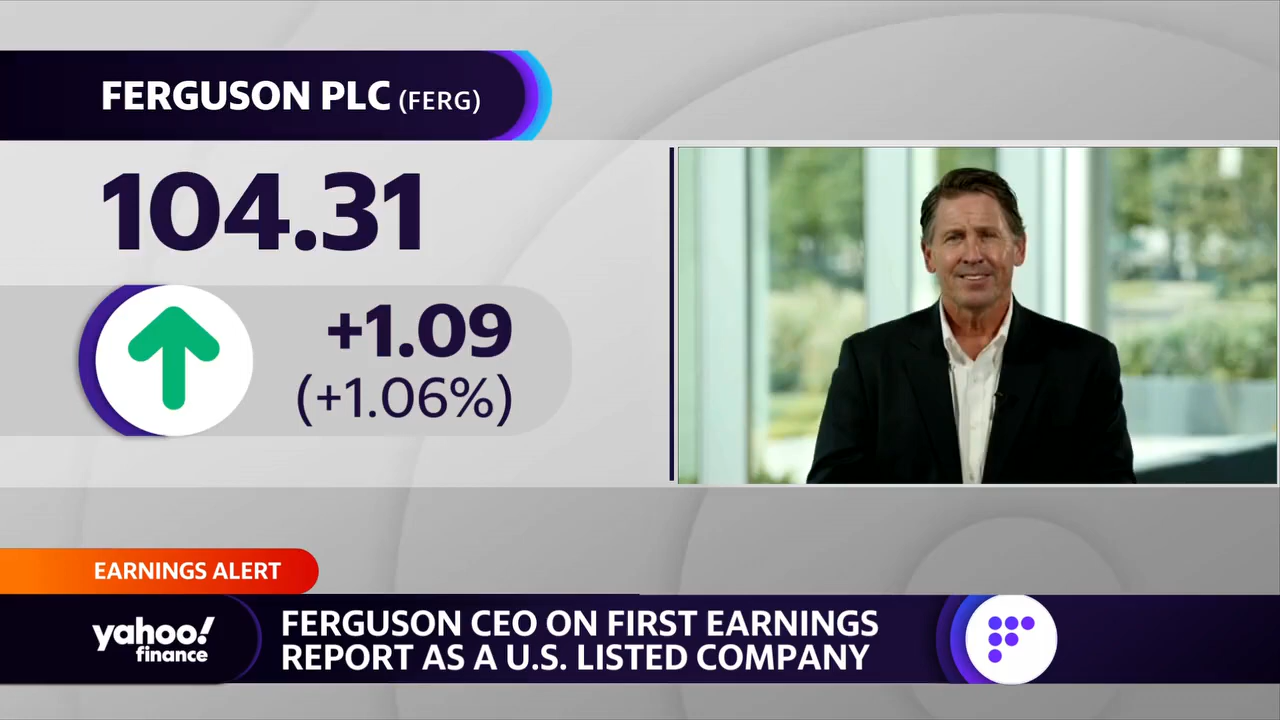 FERGUSON PLC (FERG)
104.31
+1.09
(+1.06%)
EARNINGS ALERT
yahoo!
finance
FERGUSON CEO ON FIRST EARNINGS
REPORT AS A U.S. LISTED COMPANY